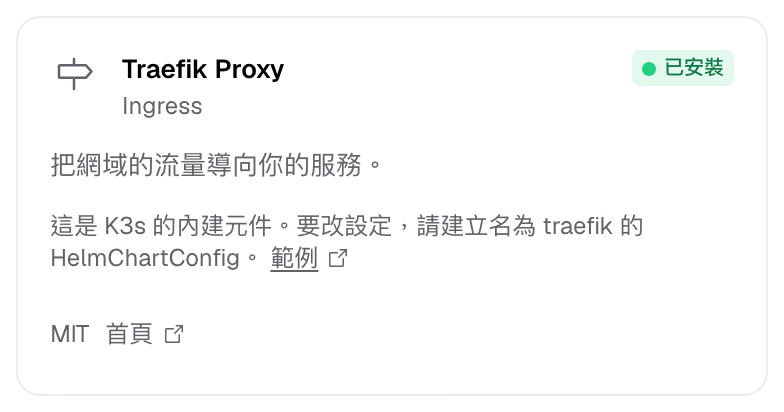 Traefik Proxy
已安裝
Ingress
把網域的流量導向你的服務。
這是 K3s 的內建元件。要改設定，請建立名為 traefik 的
HelmChartConfig。 範例
MIT 首頁